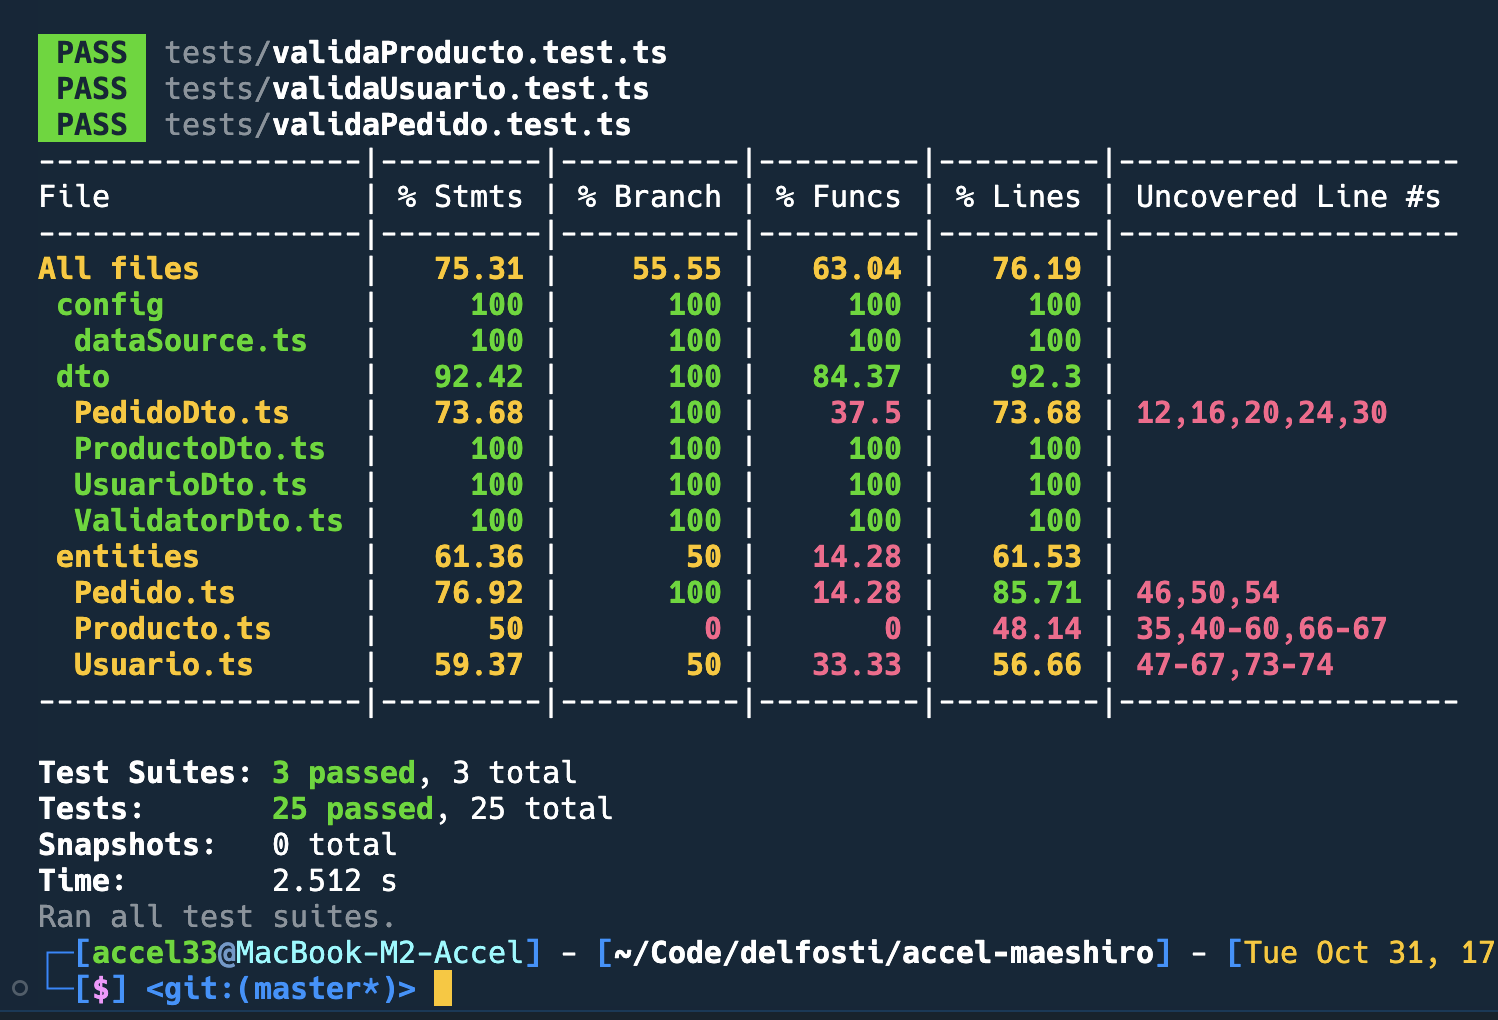 PASS tests/validaProducto.test.ts
PASS tests/validaUsuario.test.ts
PASS tests/validaPedido.test.ts
------------------|---------|----------|---------|---------|-------------------
File              | % Stmts | % Branch | % Funcs | % Lines | Uncovered Line #s
------------------|---------|----------|---------|---------|-------------------
All files         |   75.31 |    55.55 |   63.04 |   76.19 |
 config           |     100 |      100 |     100 |     100 |
  dataSource.ts   |     100 |      100 |     100 |     100 |
 dto              |   92.42 |      100 |   84.37 |    92.3 |
  PedidoDto.ts    |   73.68 |      100 |    37.5 |   73.68 | 12,16,20,24,30
  ProductoDto.ts  |     100 |      100 |     100 |     100 |
  UsuarioDto.ts   |     100 |      100 |     100 |     100 |
  ValidatorDto.ts |     100 |      100 |     100 |     100 |
 entities         |   61.36 |       50 |   14.28 |   61.53 |
  Pedido.ts       |   76.92 |      100 |   14.28 |   85.71 | 46,50,54
  Producto.ts     |      50 |        0 |       0 |   48.14 | 35,40-60,66-67
  Usuario.ts      |   59.37 |       50 |   33.33 |   56.66 | 47-67,73-74
------------------|---------|----------|---------|---------|-------------------
Test Suites: 3 passed, 3 total
Tests:       25 passed, 25 total
Snapshots:   0 total
Time:        2.512 s
Ran all test suites.
┌─[accel33@MacBook-M2-Accel] - [~/Code/delfosti/accel-maeshiro] - [Tue Oct 31, 17
└─[$] <git:(master*)>